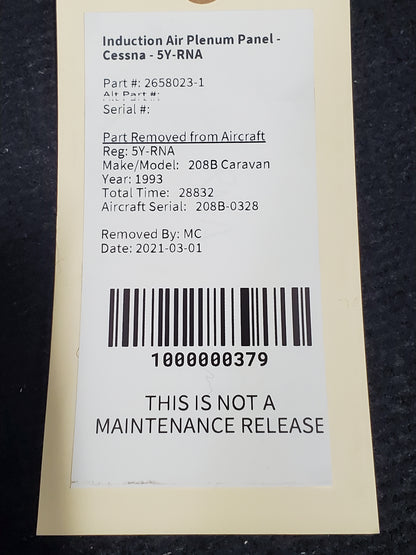 Induction Air Plenum Panel -
Cessna - 5Y-RNA
Part #: 2658023-1
Alt Part #:
Serial #:
Part Removed from Aircraft
Reg: 5Y-RNA
Make/Model: 208B Caravan
Year: 1993
Total Time: 28832
Aircraft Serial: 208B-0328
Removed By: MC
Date: 2021-03-01
1000000379
THIS IS NOT A
MAINTENANCE RELEASE